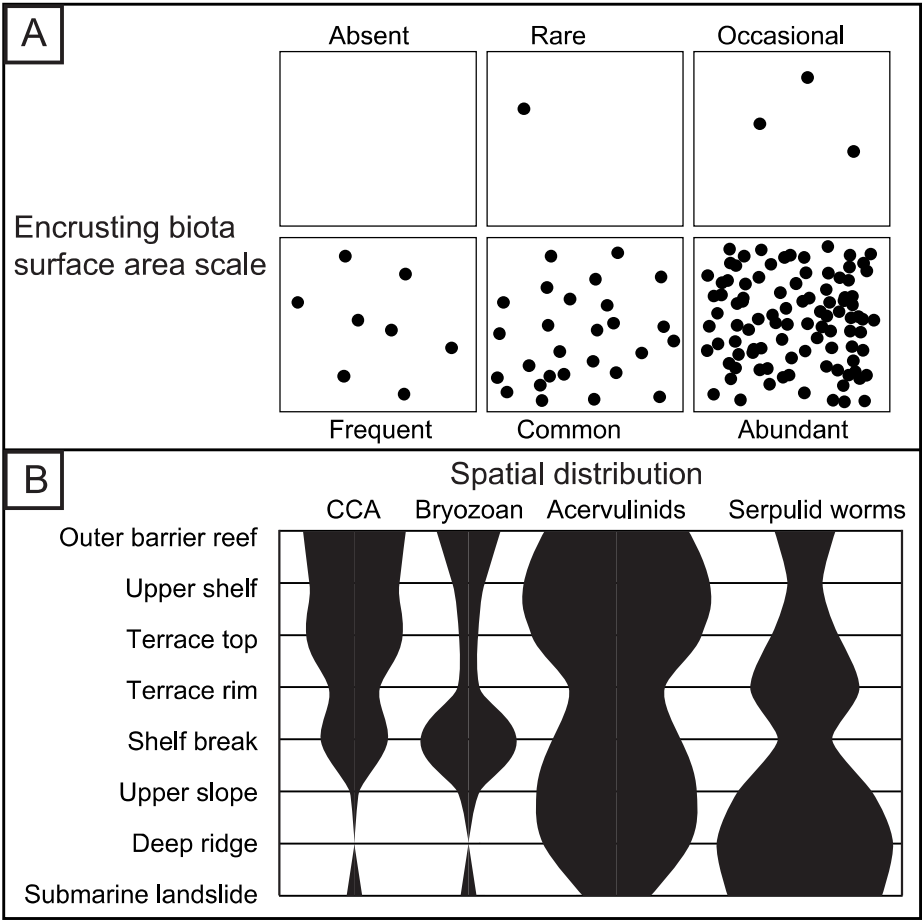 A
Absent
Rare
Occasional
Encrusting biota
surface area scale
Frequent
Common
Abundant
B
Spatial distribution
CCA
Bryozoan
Acervulinids
Serpulid worms
Outer barrier reef
Upper shelf
Terrace top
Terrace rim
Shelf break
Upper slope
Deep ridge
Submarine landslide